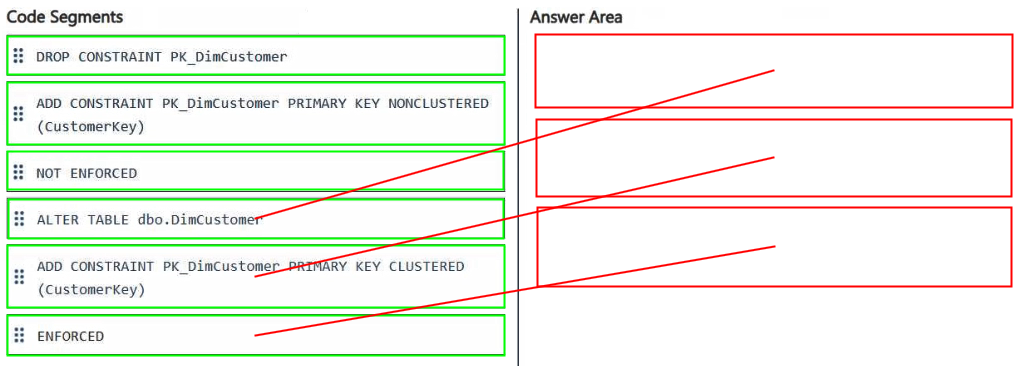 Code Segments
Answer Area
DROP CONSTRAINT PK_DimCustomer
ADD CONSTRAINT PK_DimCustomer PRIMARY KEY NONCLUSTERED
(CustomerKey)
NOT ENFORCED
ALTER TABLE dbo.DimCustomer
ADD CONSTRAINT PK_DimCustomer PRIMARY KEY CLUSTERED
(CustomerKey)
ENFORCED